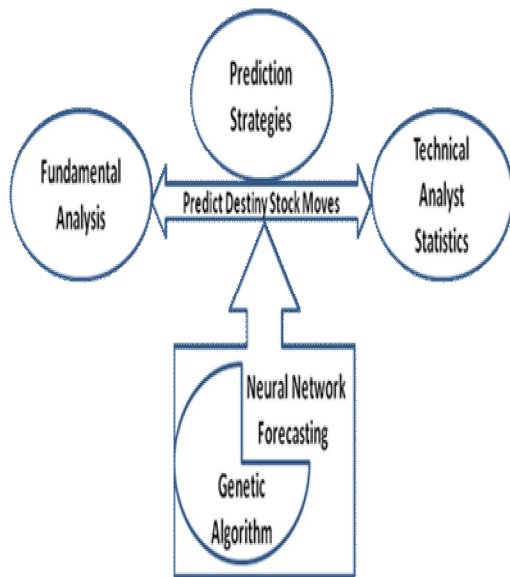 Prediction
Strategies
Fundamental
Analysis
Predict Destiny Stock Moves
Technical
Analyst
Statistics
Neural Network
Forecasting
Genetic
Algorithm